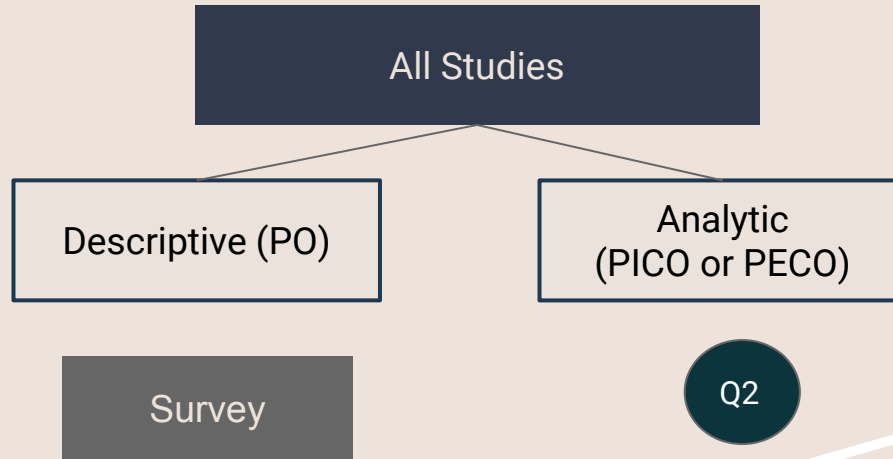 All Studies
Descriptive (PO)
Analytic
(PICO or PECO)
Survey
Q2